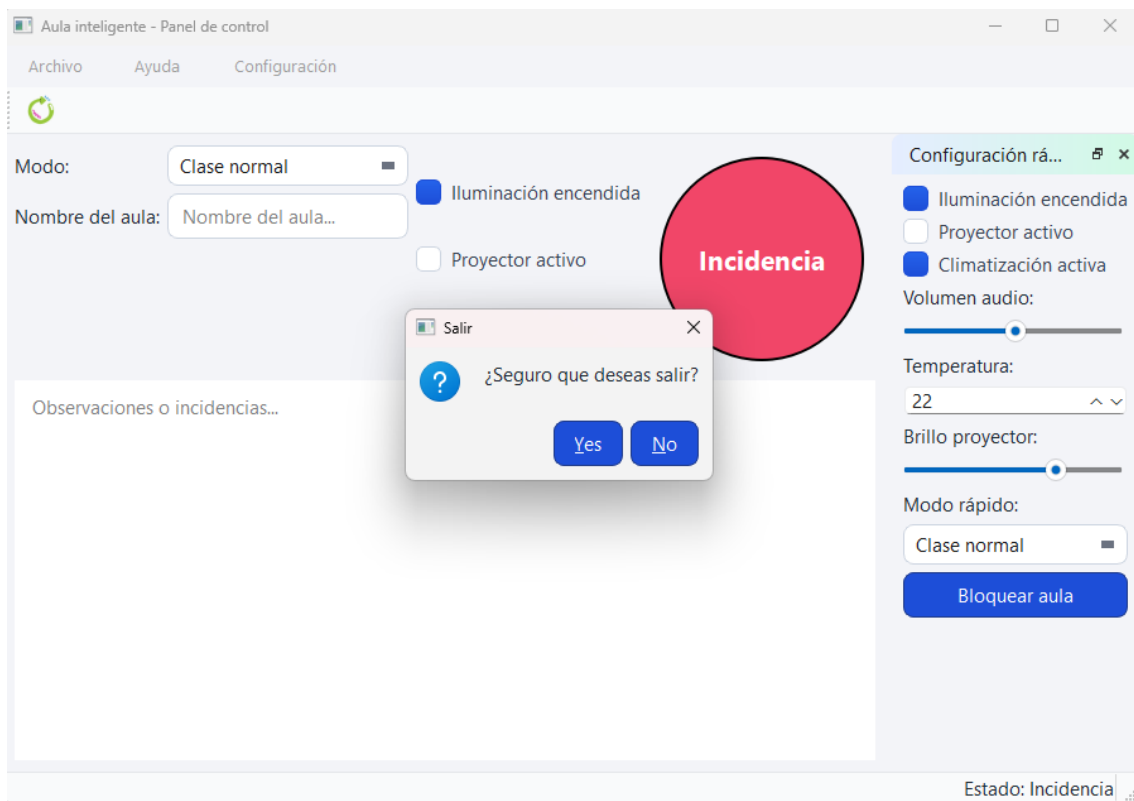 Aula inteligente - Panel de control
Archivo Ayuda Configuración
Modo: Clase normal
Nombre del aula: Nombre del aula...
Iluminación encendida
Proyector activo
Incidencia
Observaciones o incidencias...
Salir
¿Seguro que deseas salir?
Yes No
Configuración rá...
Iluminación encendida
Proyector activo
Climatización activa
Volumen audio:
Temperatura:
22
Brillo proyector:
Modo rápido:
Clase normal
Bloquear aula
Estado: Incidencia